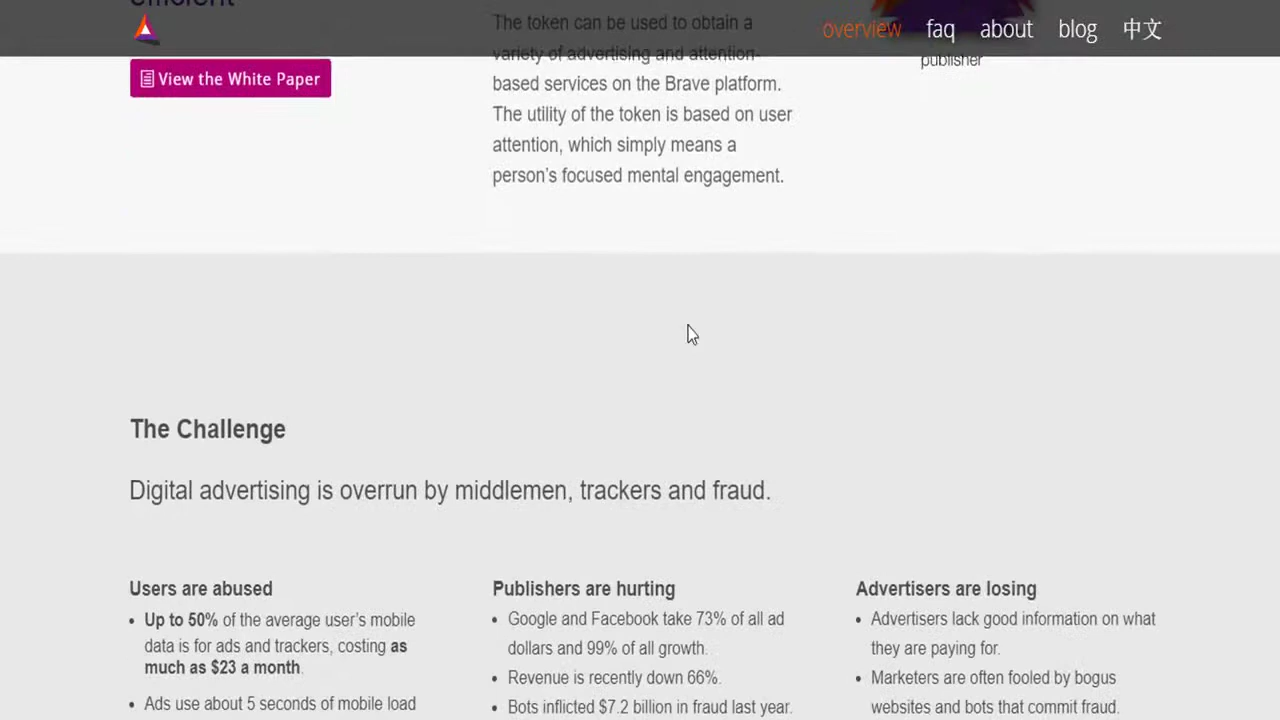 efficient
overview faq about blog 中文
View the White Paper
The token can be used to obtain a
variety of advertising and attention-
based services on the Brave platform.
The utility of the token is based on user
attention, which simply means a
person’s focused mental engagement.
publisher
The Challenge
Digital advertising is overrun by middlemen, trackers and fraud.
Users are abused
• Up to 50% of the average user’s mobile
data is for ads and trackers, costing as
much as $23 a month.
• Ads use about 5 seconds of mobile load
Publishers are hurting
• Google and Facebook take 73% of all ad
dollars and 99% of all growth.
• Revenue is recently down 66%.
• Bots inflicted $7.2 billion in fraud last year.
Advertisers are losing
• Advertisers lack good information on what
they are paying for.
• Marketers are often fooled by bogus
websites and bots that commit fraud.